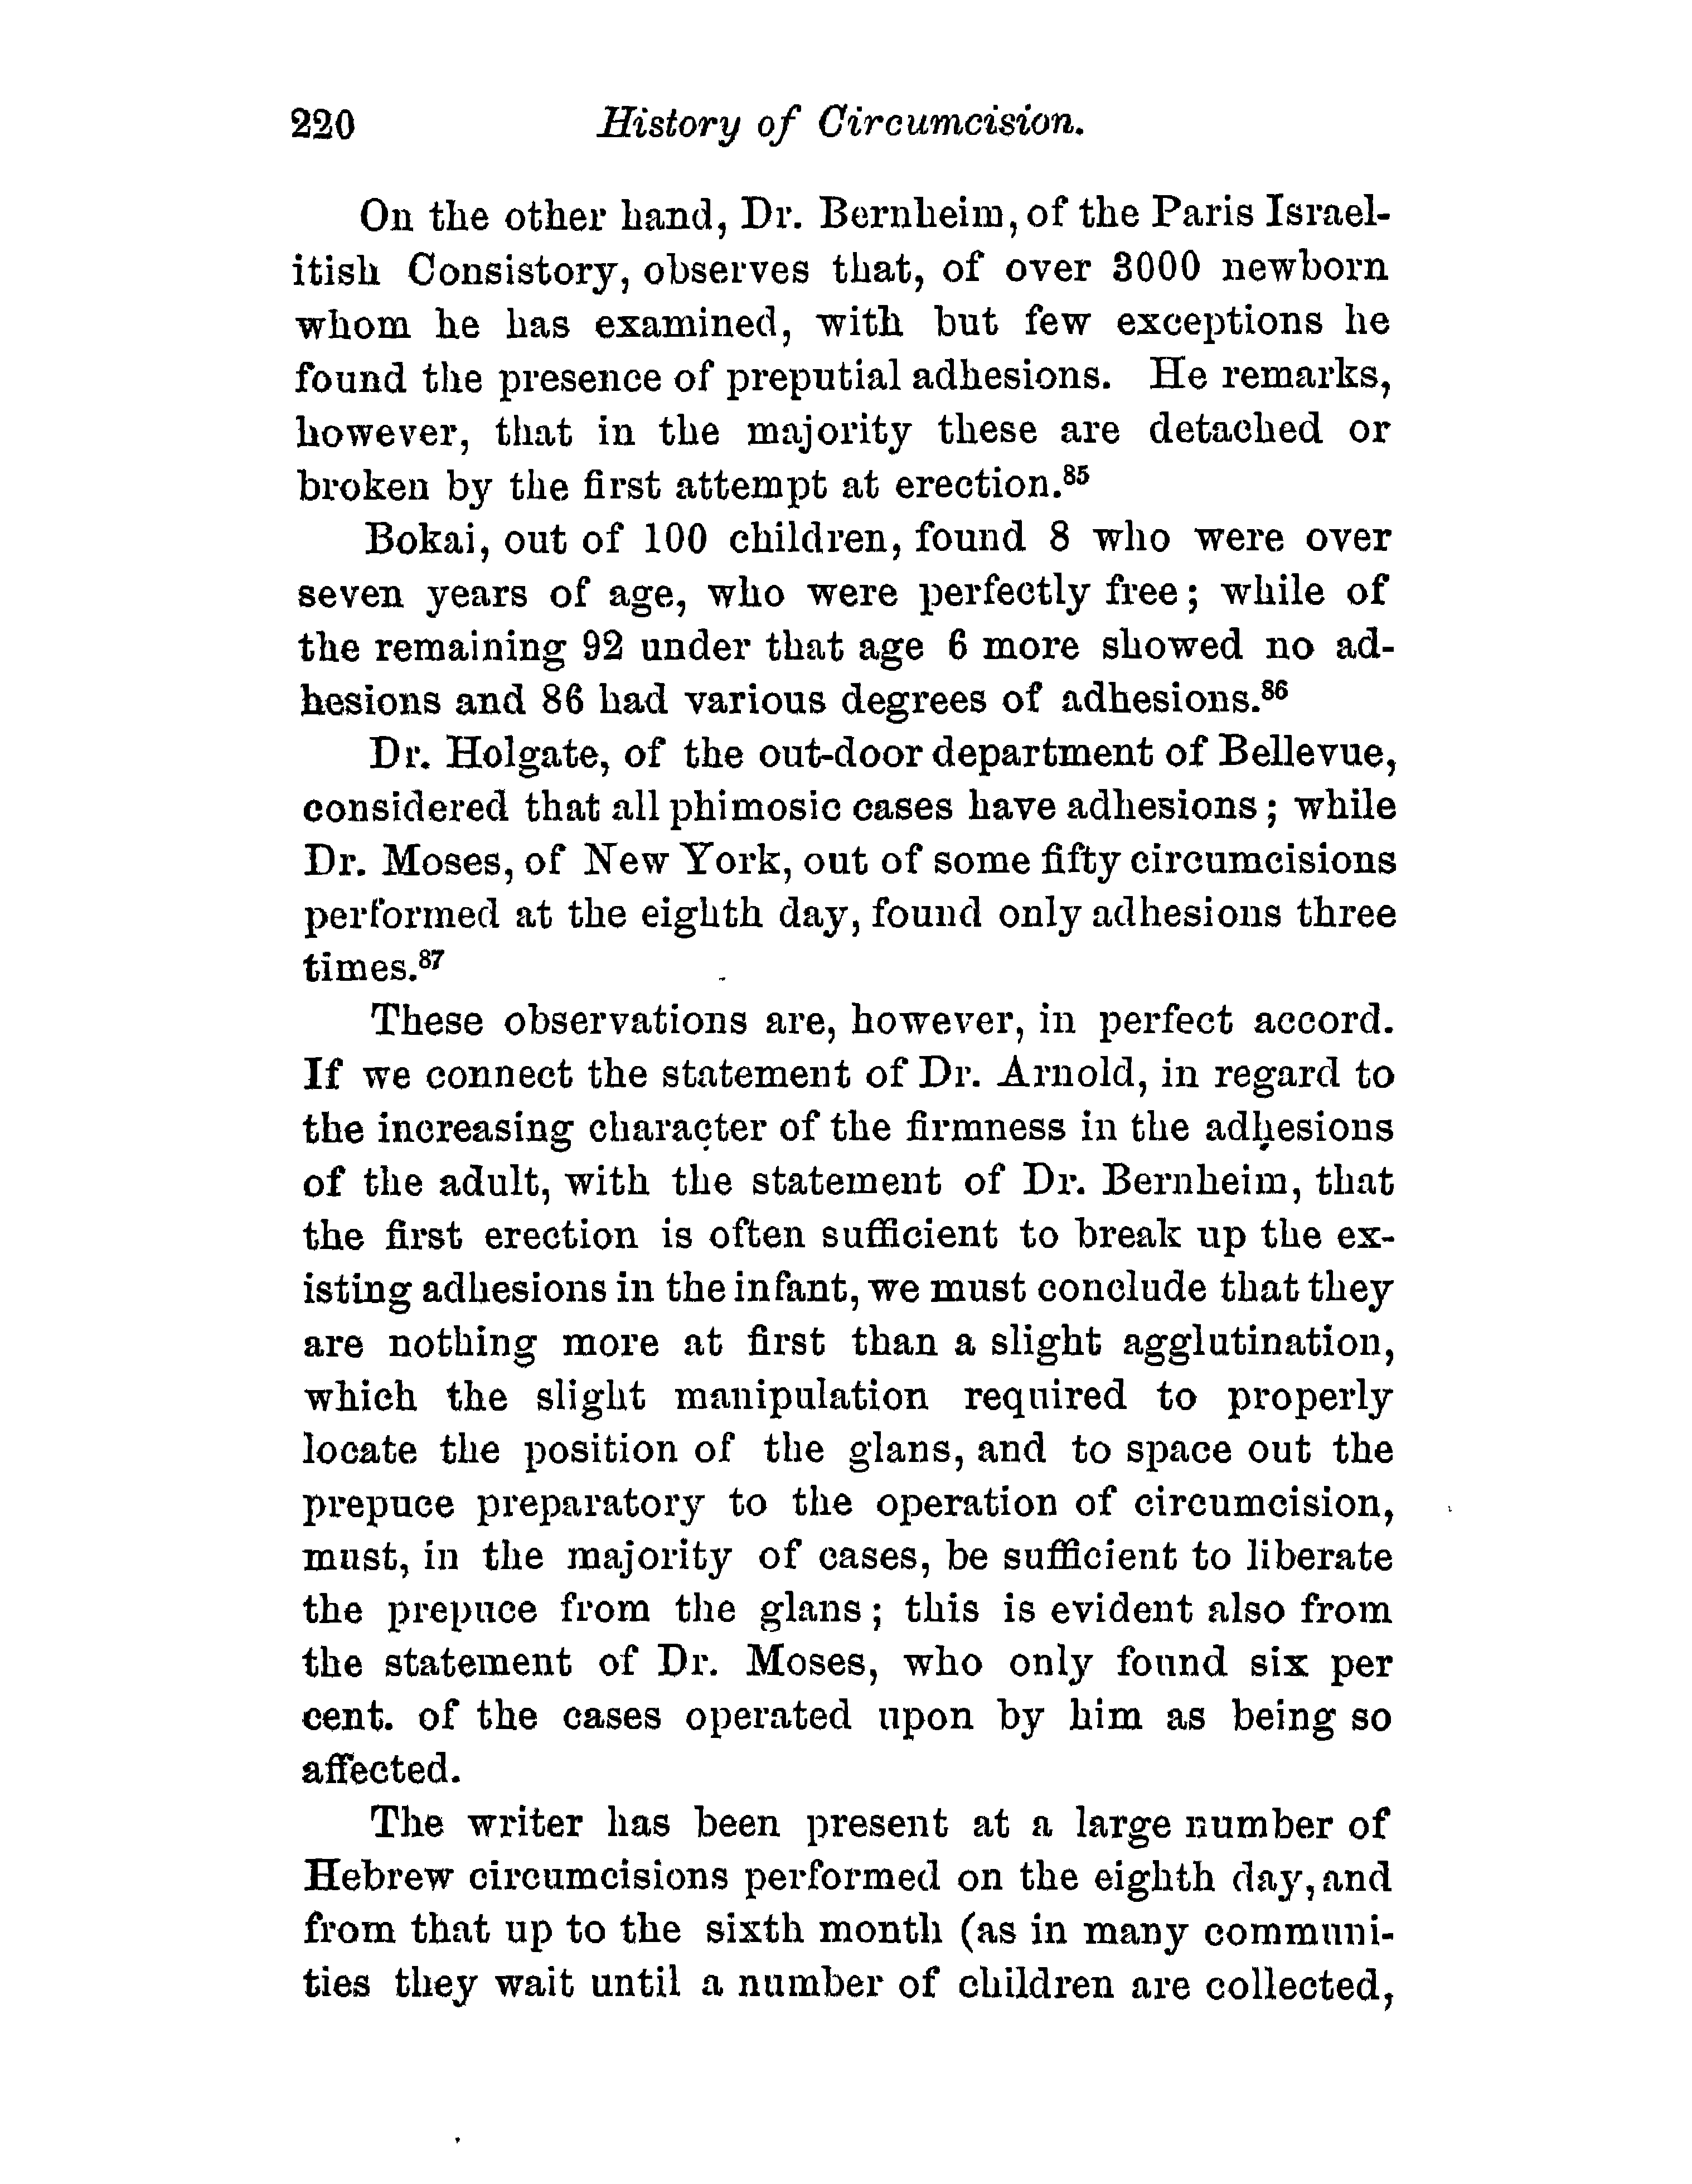 220 History of Circumcision.
On the other hand, Dr. Bernheim, of the Paris Israel-
itish Consistory, observes that, of over 3000 newborn
whom he has examined, with but few exceptions he
found the presence of preputial adhesions. He remarks,
however, that in the majority these are detached or
broken by the first attempt at erection.⁸⁵
Bokai, out of 100 children, found 8 who were over
seven years of age, who were perfectly free; while of
the remaining 92 under that age 6 more showed no ad-
hesions and 86 had various degrees of adhesions.⁸⁶
Dr. Holgate, of the out-door department of Bellevue,
considered that all phimosic cases have adhesions; while
Dr. Moses, of New York, out of some fifty circumcisions
performed at the eighth day, found only adhesions three
times.⁸⁷
These observations are, however, in perfect accord.
If we connect the statement of Dr. Arnold, in regard to
the increasing character of the firmness in the adhesions
of the adult, with the statement of Dr. Bernheim, that
the first erection is often sufficient to break up the ex-
isting adhesions in the infant, we must conclude that they
are nothing more at first than a slight agglutination,
which the slight manipulation required to properly
locate the position of the glans, and to space out the
prepuce preparatory to the operation of circumcision,
must, in the majority of cases, be sufficient to liberate
the prepuce from the glans; this is evident also from
the statement of Dr. Moses, who only found six per
cent. of the cases operated upon by him as being so
affected.
The writer has been present at a large number of
Hebrew circumcisions performed on the eighth day, and
from that up to the sixth month (as in many communi-
ties they wait until a number of children are collected,